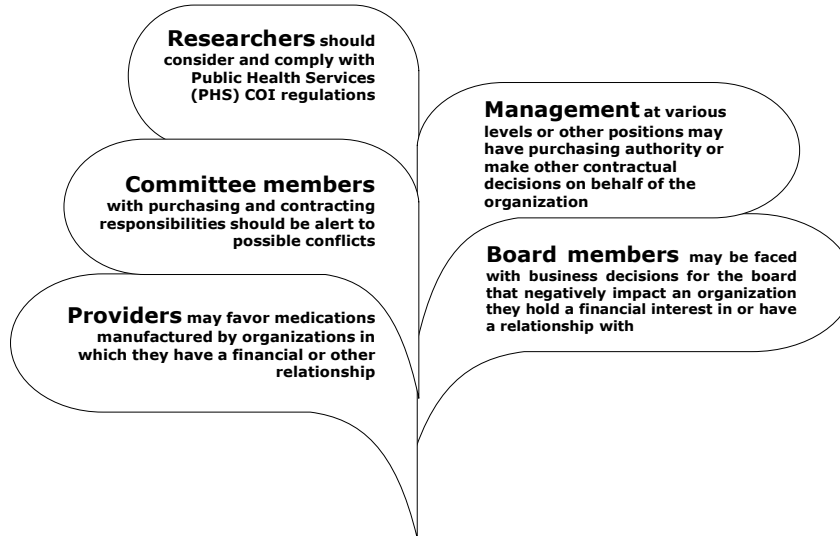 Researchers should
consider and comply with
Public Health Services
(PHS) COI regulations
Management at various
levels or other positions may
have purchasing authority or
make other contractual
decisions on behalf of the
organization
Committee members
with purchasing and contracting
responsibilities should be alert to
possible conflicts
Board members may be faced
with business decisions for the board
that negatively impact an organization
they hold a financial interest in or have
a relationship with
Providers may favor medications
manufactured by organizations in
which they have a financial or other
relationship